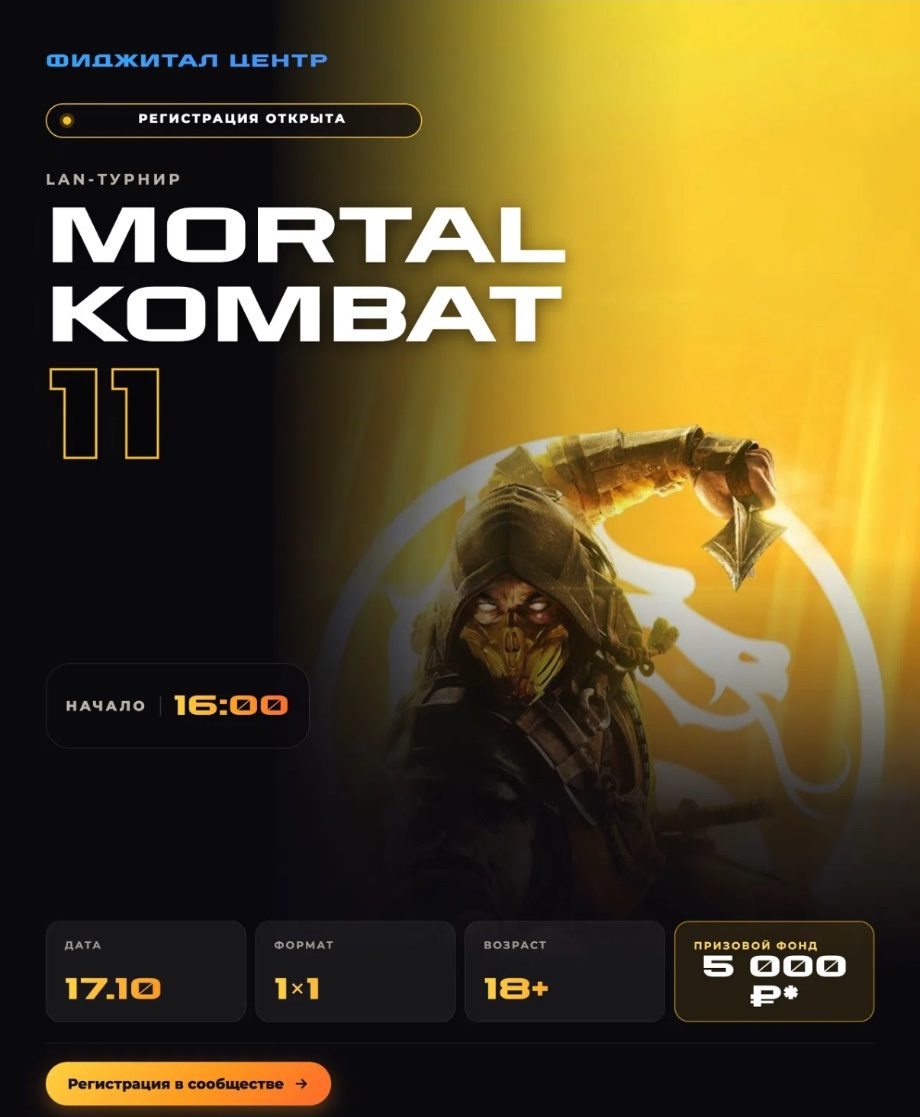 ФИДЖИТАЛ ЦЕНТР
РЕГИСТРАЦИЯ ОТКРЫТА
LAN-ТУРНИР
MORTAL
KOMBAT
11
НАЧАЛО 16:00
ДАТА
17.10
ФОРМАТ
1×1
ВОЗРАСТ
18+
ПРИЗОВОЙ ФОНД
5 000
₽*
Регистрация в сообществе →